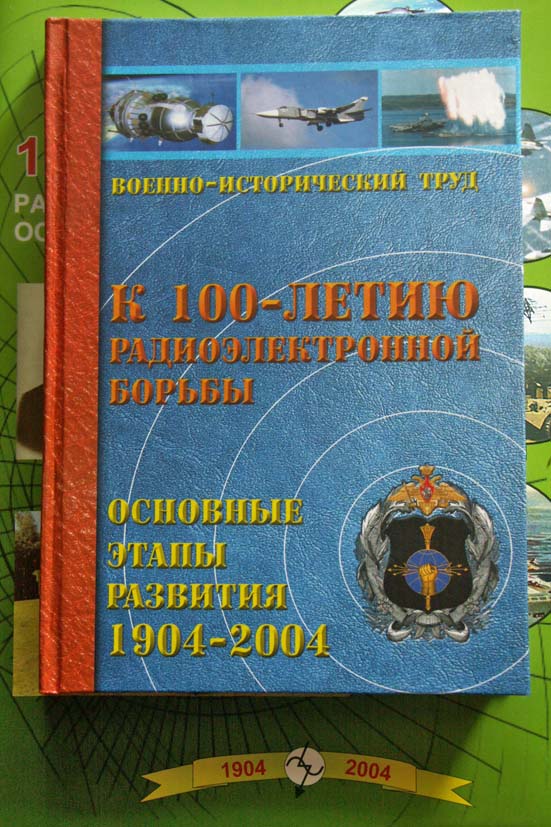 ВОЕННО-ИСТОРИЧЕСКИЙ ТРУД
К 100-ЛЕТИЮ
РАДИОЭЛЕКТРОННОЙ
БОРЬБЫ
ОСНОВНЫЕ
ЭТАПЫ
РАЗВИТИЯ
1904-2004
1904 2004